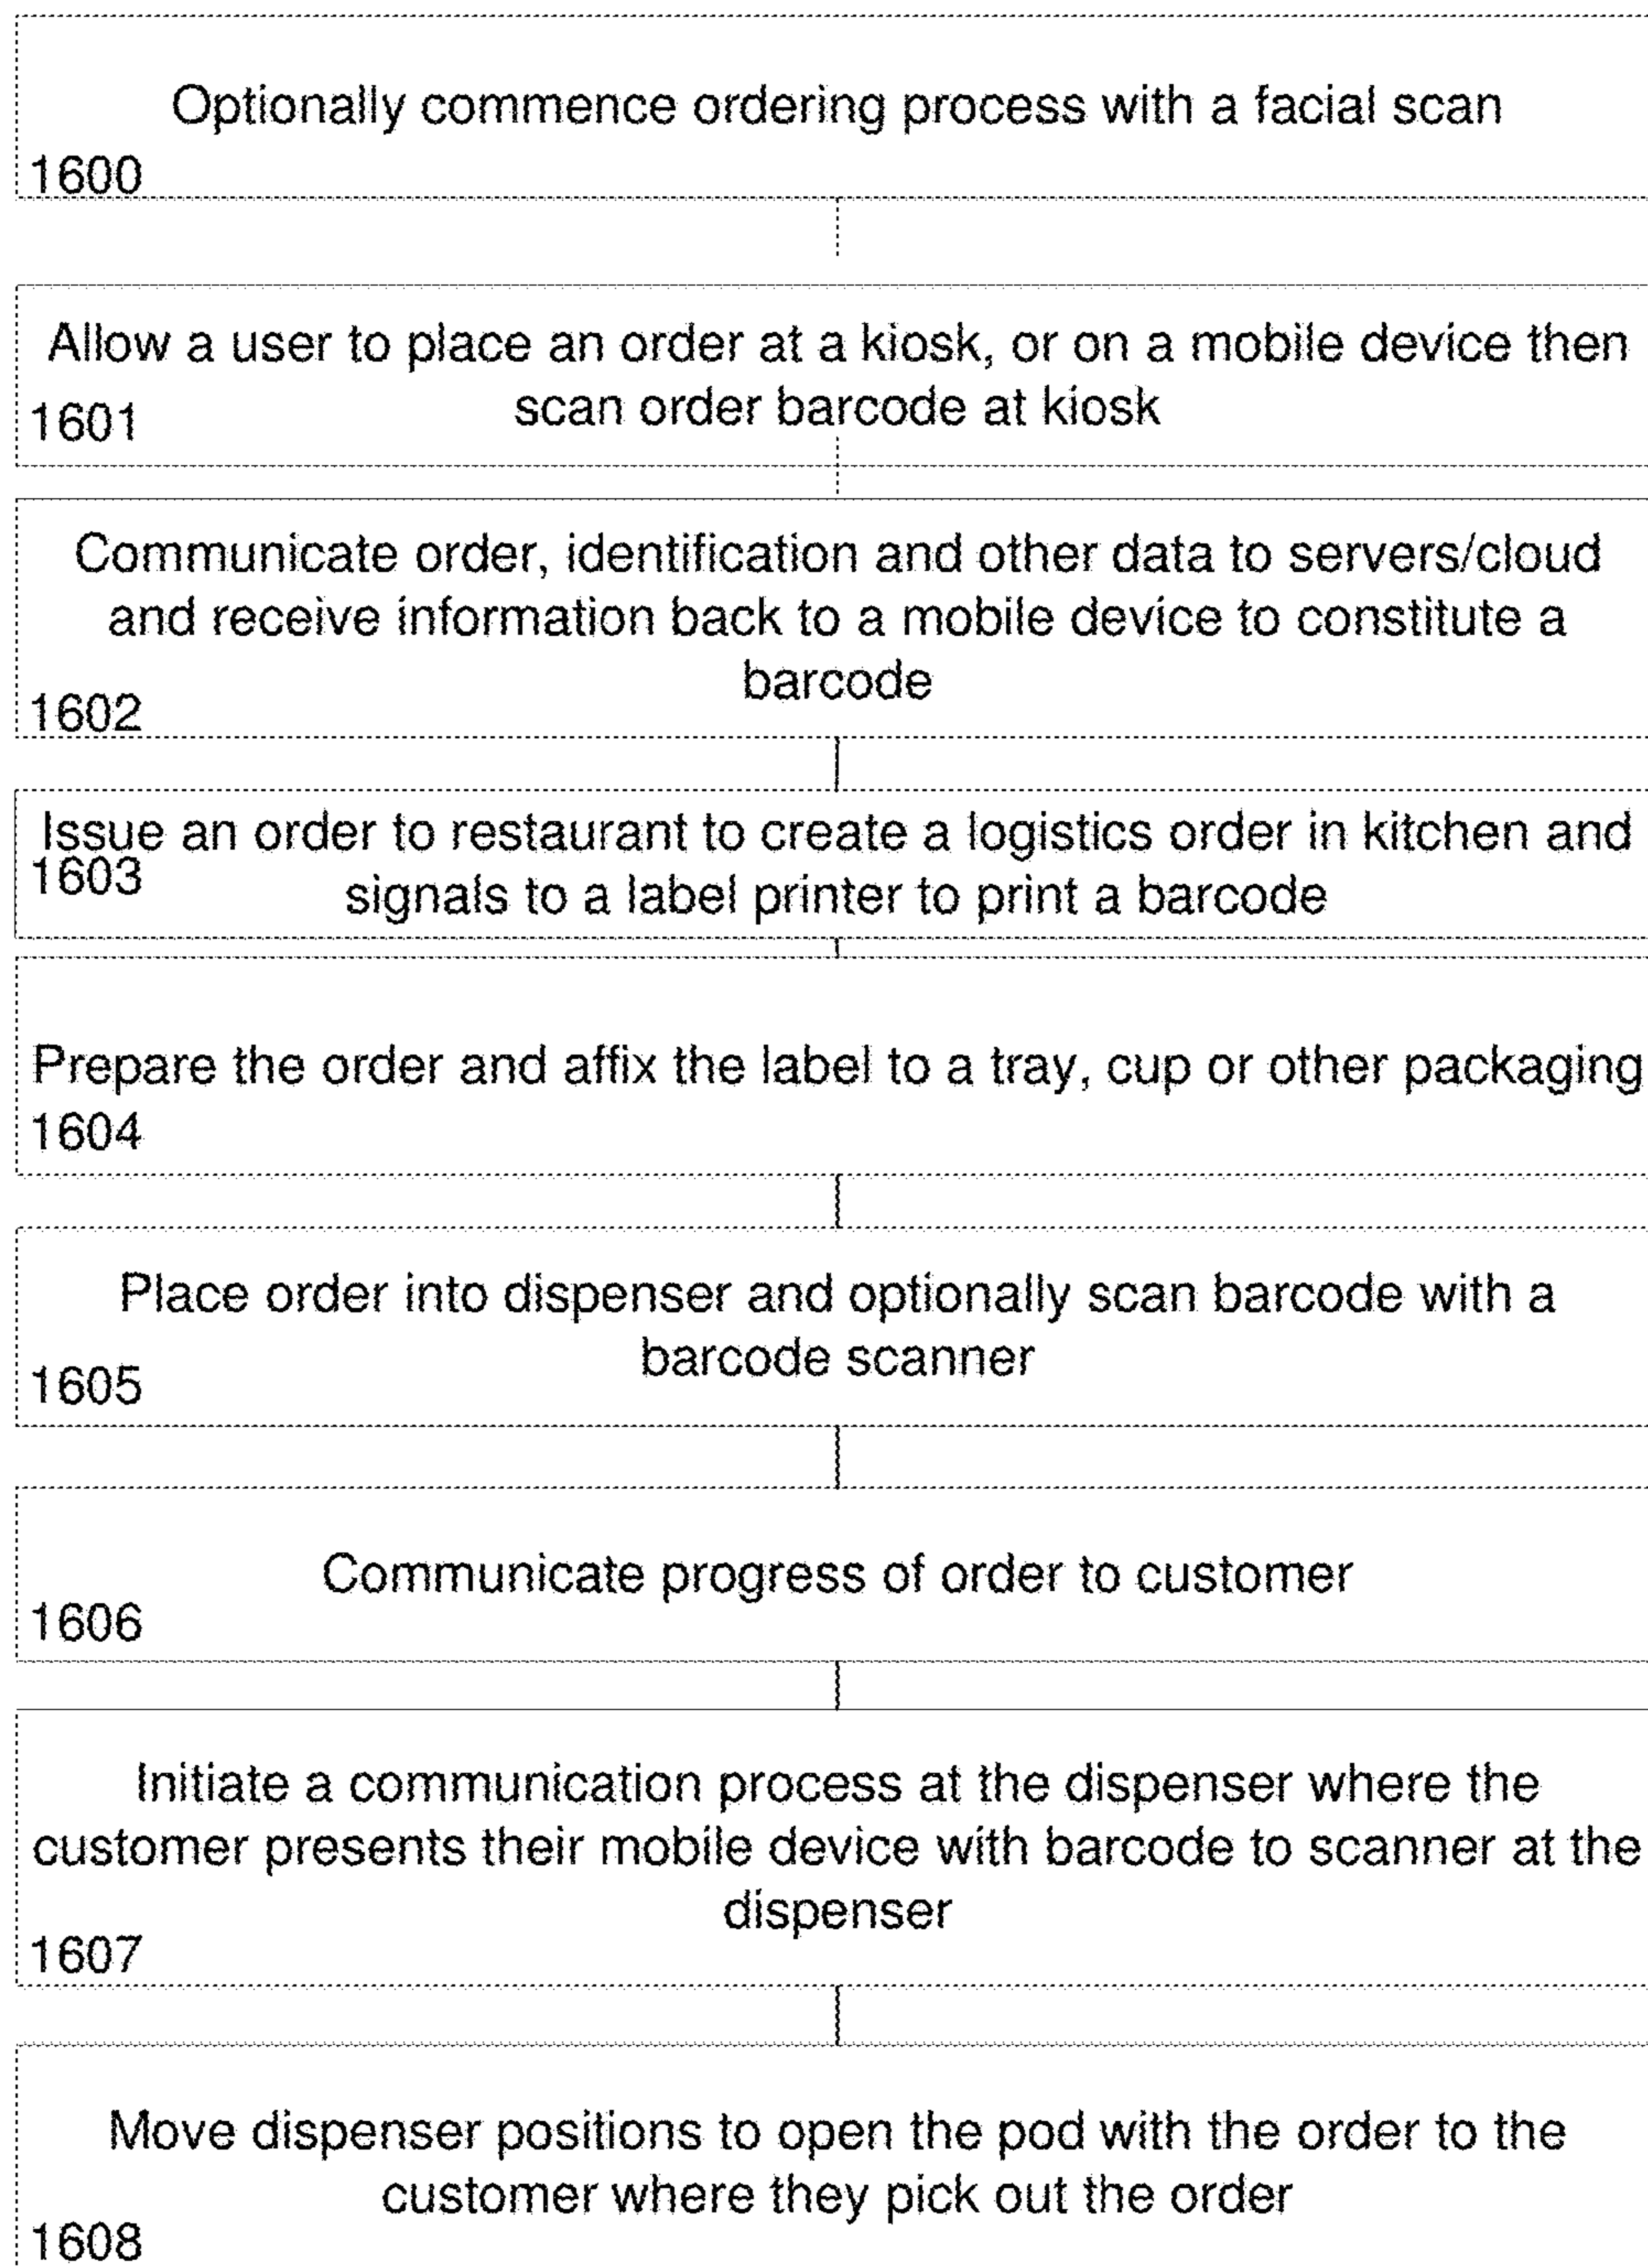 Optionally commence ordering process with a facial scan
1600
Allow a user to place an order at a kiosk, or on a mobile device then
scan order barcode at kiosk
1601
Communicate order, identification and other data to servers/cloud
and receive information back to a mobile device to constitute a
barcode
1602
Issue an order to restaurant to create a logistics order in kitchen and
1603
signals to a label printer to print a barcode
Prepare the order and affix the label to a tray, cup or other packaging
1604
Place order into dispenser and optionally scan barcode with a
barcode scanner
1605
Communicate progress of order to customer
1606
Initiate a communication process at the dispenser where the
customer presents their mobile device with barcode to scanner at the
dispenser
1607
Move dispenser positions to open the pod with the order to the
customer where they pick out the order
1608